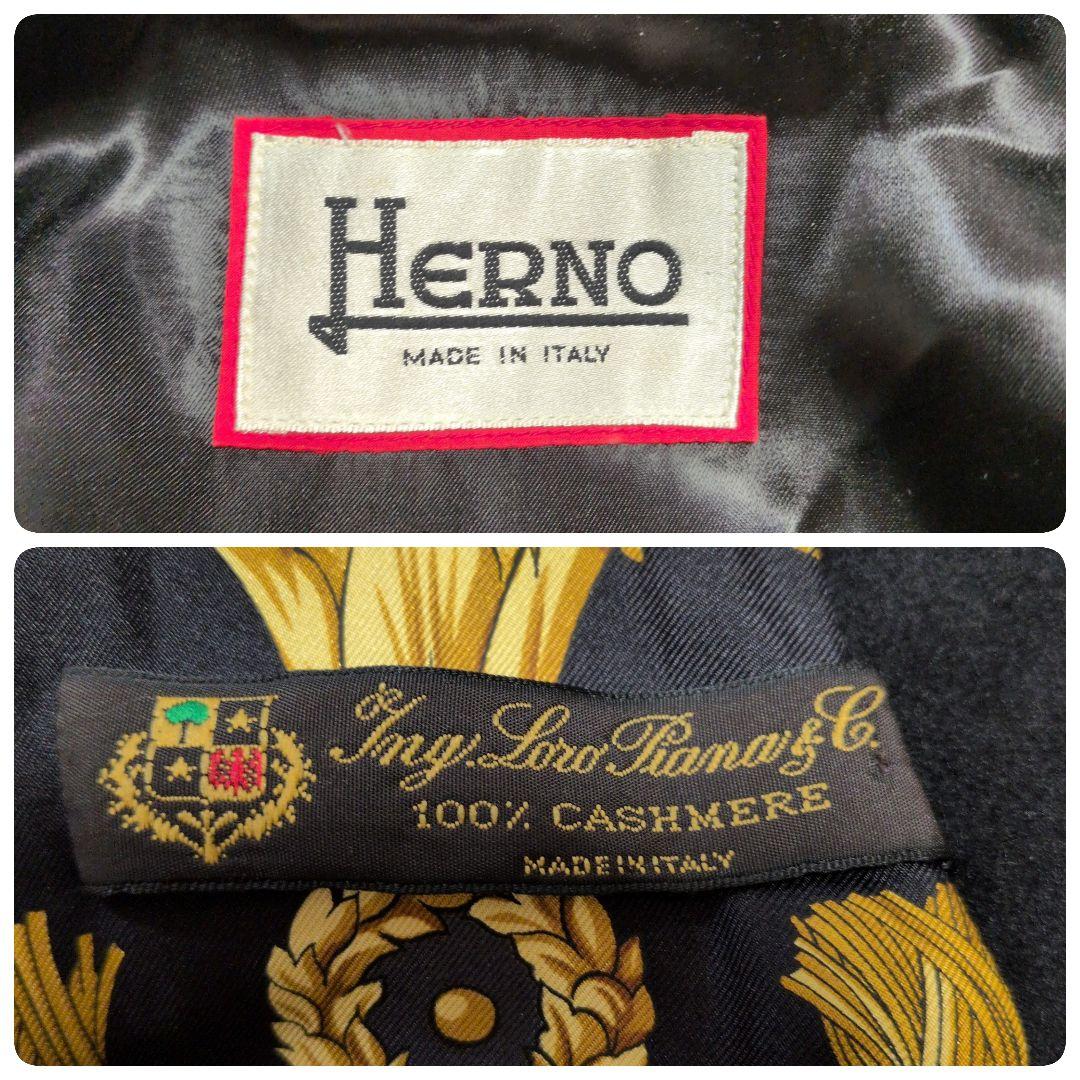 HERNO
MADE IN ITALY
Ing. Loro Piana & C.
100% CASHMERE
MADE IN ITALY